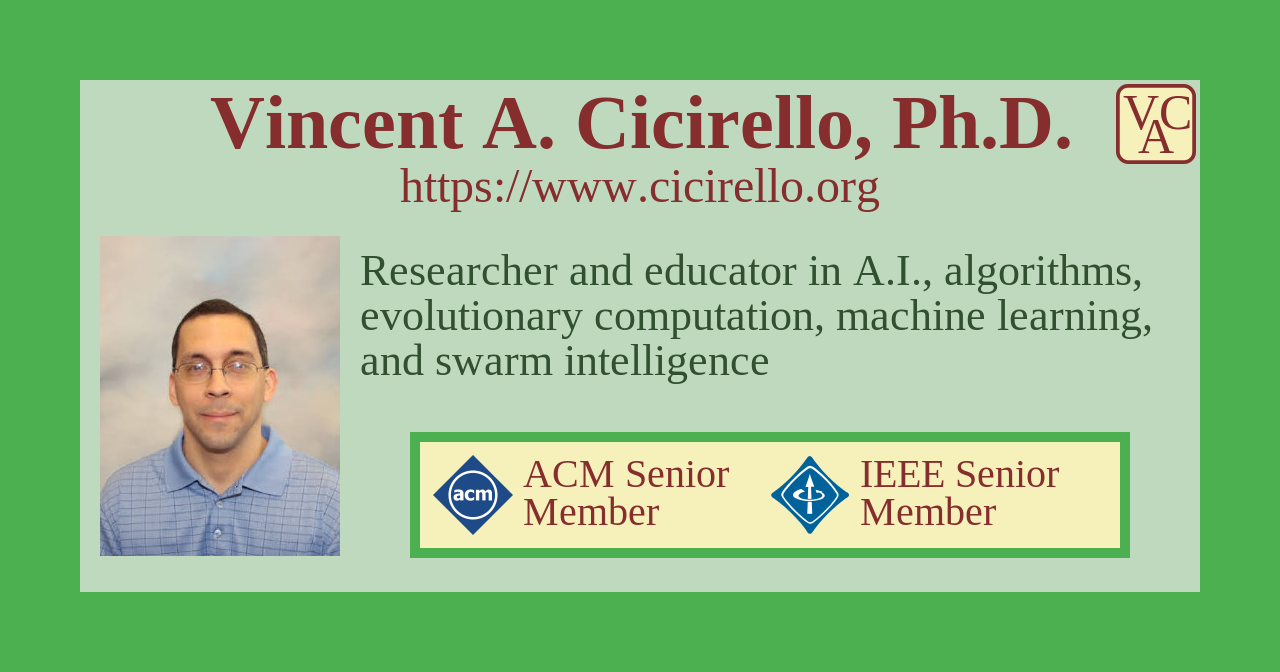 Vincent A. Cicirello, Ph.D.
VCA
https://www.cicirello.org
Researcher and educator in A.I., algorithms,
evolutionary computation, machine learning,
and swarm intelligence
acm
ACM Senior
Member
IEEE Senior
Member